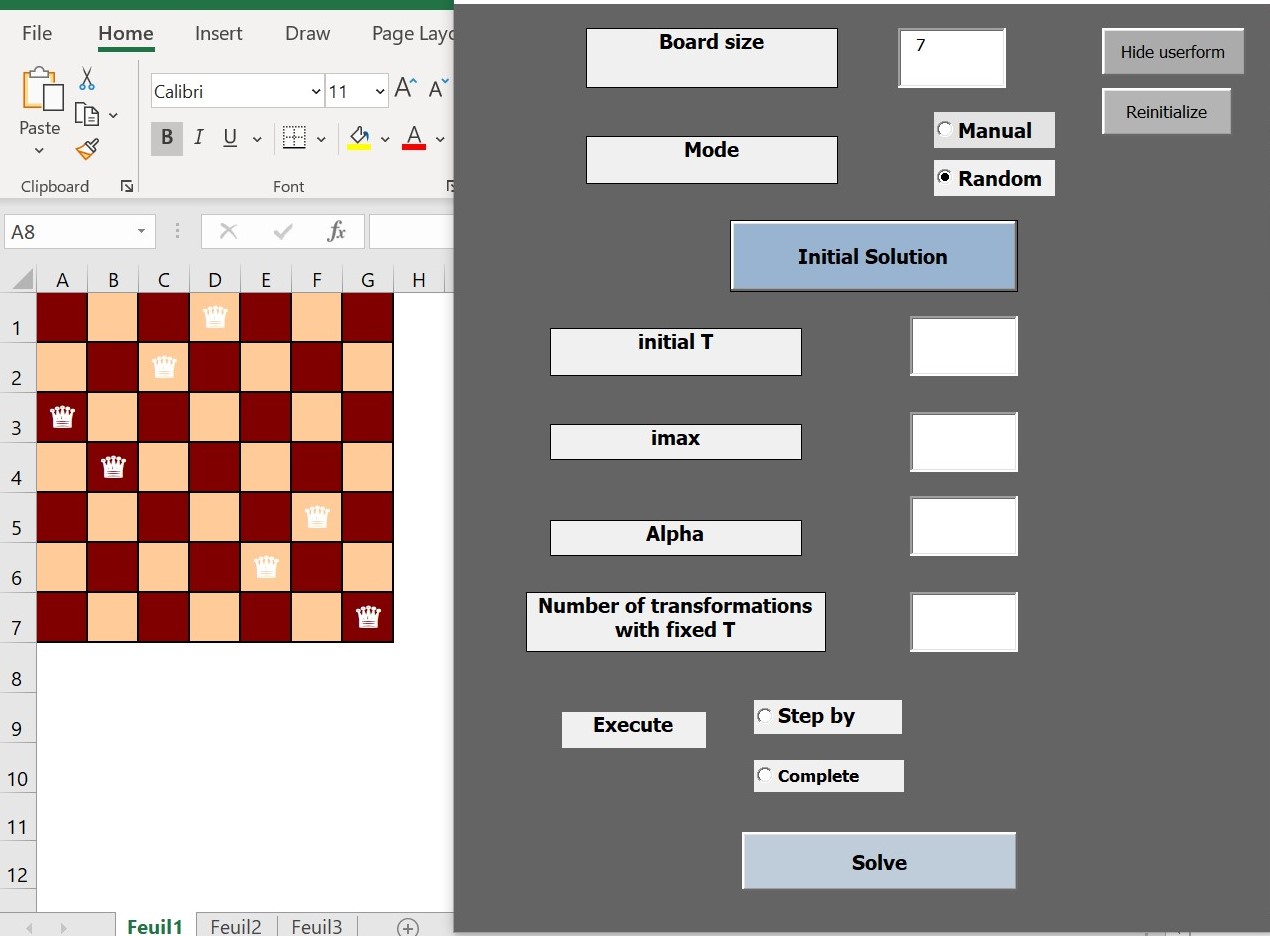 File Home Insert Draw Page Layo
Calibri 11 A A
Paste B I U A
Clipboard Font
A8 fx
A B C D E F G H
1
2
3
4
5
6
7
8
9
10
11
12
Feuil1 Feuil2 Feuil3
Board size 7 Hide userform
Reinitialize
Mode Manual
Random
Initial Solution
initial T
imax
Alpha
Number of transformations
with fixed T
Execute Step by
Complete
Solve